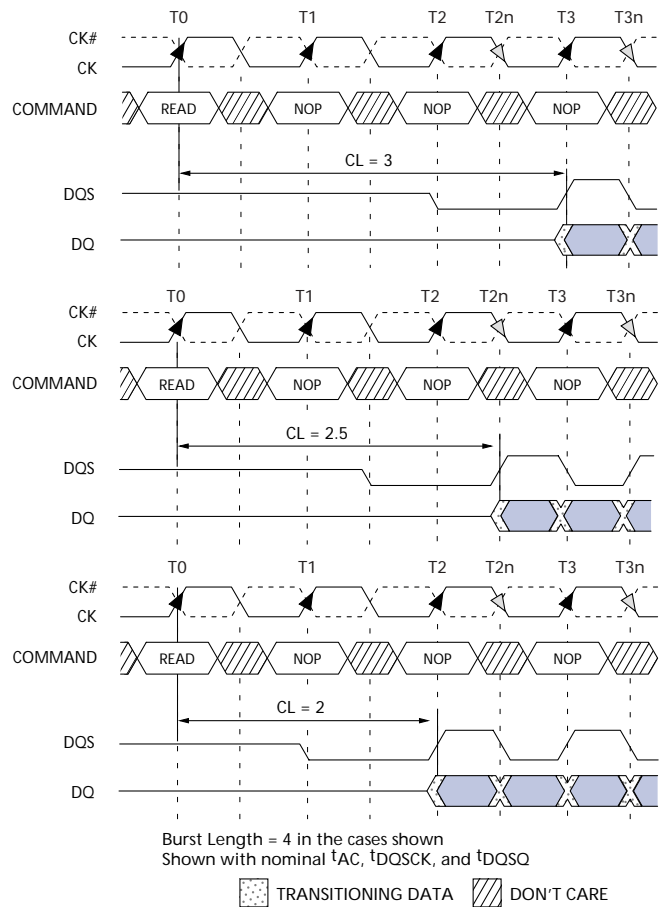 T0 T1 T2 T2n T3 T3n
CK#
CK
COMMAND READ NOP NOP NOP
CL = 3
DQS
DQ
T0 T1 T2 T2n T3 T3n
CK#
CK
COMMAND READ NOP NOP NOP
CL = 2.5
DQS
DQ
T0 T1 T2 T2n T3 T3n
CK#
CK
COMMAND READ NOP NOP NOP
CL = 2
DQS
DQ
Burst Length = 4 in the cases shown
Shown with nominal tAC, tDQSCK, and tDQSQ
TRANSITIONING DATA DON'T CARE